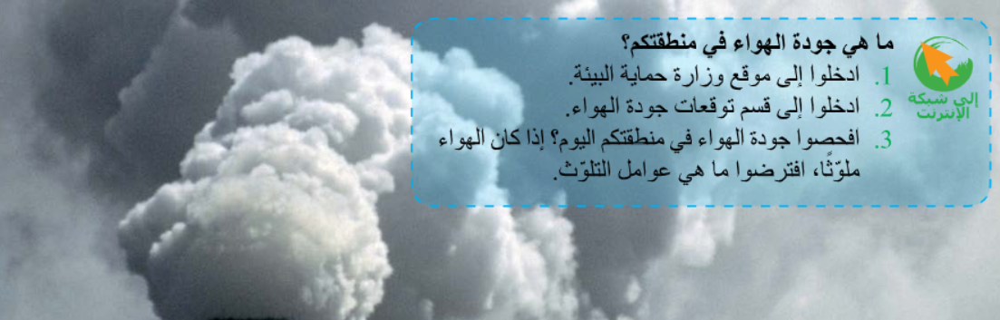 ما هي جودة الهواء في منطقتكم؟
1. ادخلوا إلى موقع وزارة حماية البيئة.
2. ادخلوا إلى قسم توقعات جودة الهواء.
3. افحصوا جودة الهواء في منطقتكم اليوم؟ إذا كان الهواء
ملوّثًا، افترضوا ما هي عوامل التلوّث.
إلى شبكة
الإنترنت